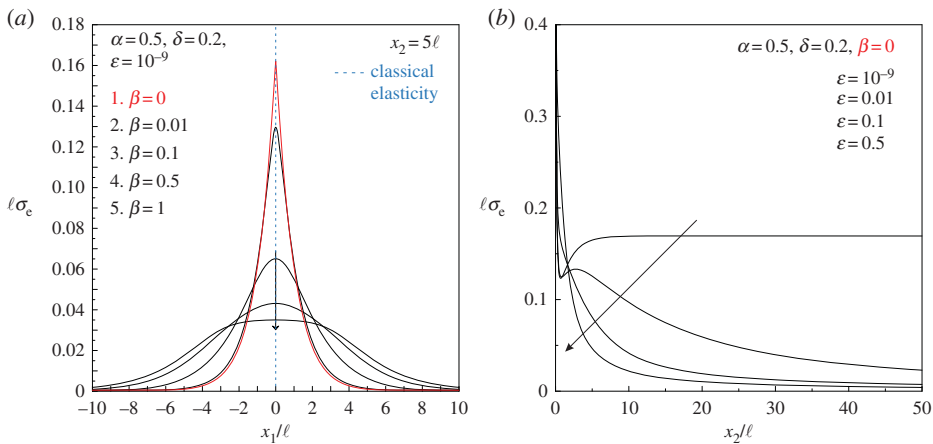 (a)
0.18
0.16
0.14
0.12
0.10
0.08
0.06
0.04
0.02
0
ℓσe
α = 0.5, δ = 0.2,
ε = 10⁻⁹
1. β = 0
2. β = 0.01
3. β = 0.1
4. β = 0.5
5. β = 1
x₂ = 5ℓ
classical
elasticity
−10 −8 −6 −4 −2 0 2 4 6 8 10
x₁/ℓ
(b)
0.4
0.3
0.2
0.1
0
ℓσe
α = 0.5, δ = 0.2, β = 0
ε = 10⁻⁹
ε = 0.01
ε = 0.1
ε = 0.5
0 10 20 30 40 50
x₂/ℓ